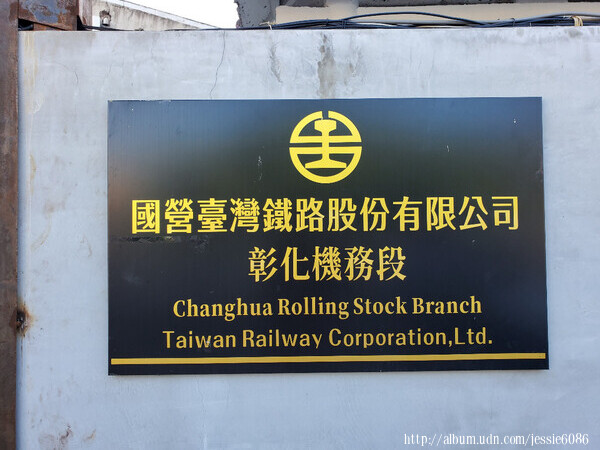 國營臺灣鐵路股份有限公司
彰化機務段
Changhua Rolling Stock Branch
Taiwan Railway Corporation,Ltd.
http://album.udn.com/jessie6086